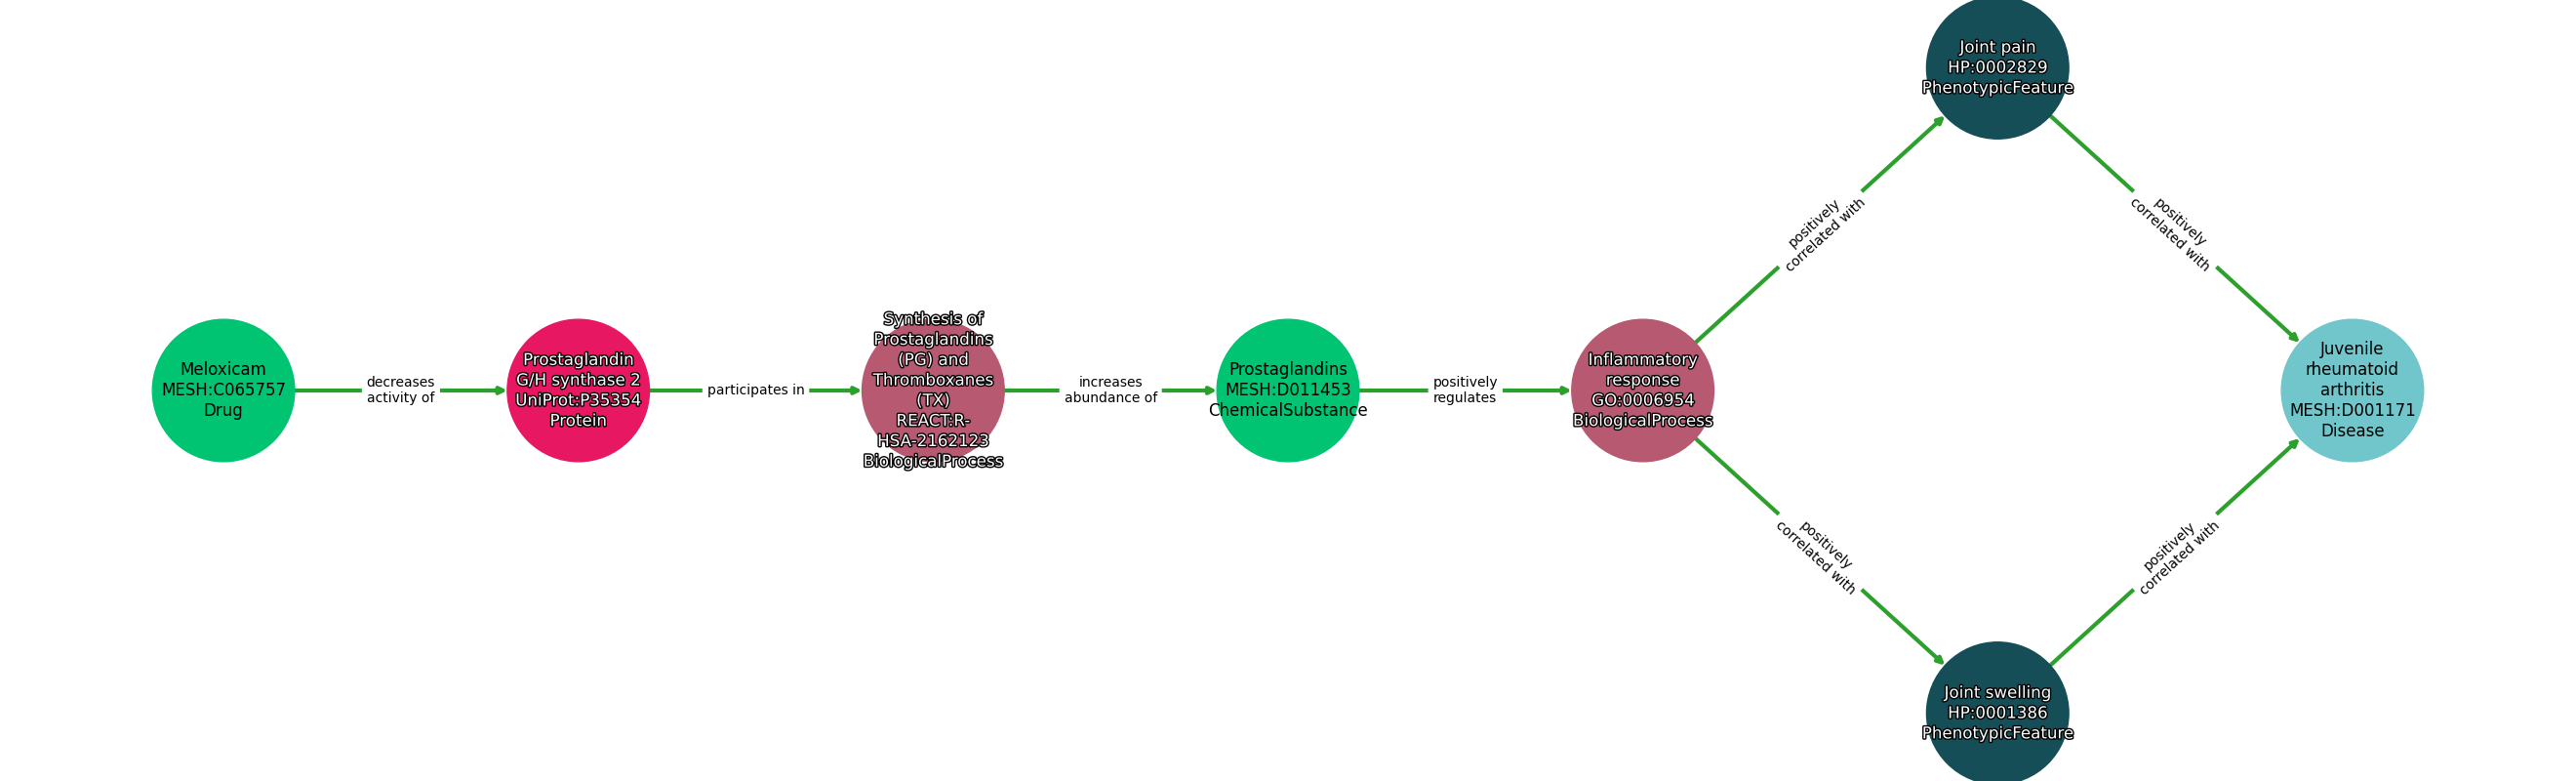 Meloxicam
MESH:C065757
Drug
decreases
activity of
Prostaglandin
G/H synthase 2
UniProt:P35354
Protein
participates in
Synthesis of
Prostaglandins
(PG) and
Thromboxanes
(TX)
REACT:R-
HSA-2162123
BiologicalProcess
increases
abundance of
Prostaglandins
MESH:D011453
ChemicalSubstance
positively
regulates
Inflammatory
response
GO:0006954
BiologicalProcess
positively
correlated with
Joint pain
HP:0002829
PhenotypicFeature
positively
correlated with
positively
correlated with
Joint swelling
HP:0001386
PhenotypicFeature
positively
correlated with
Juvenile
rheumatoid
arthritis
MESH:D001171
Disease